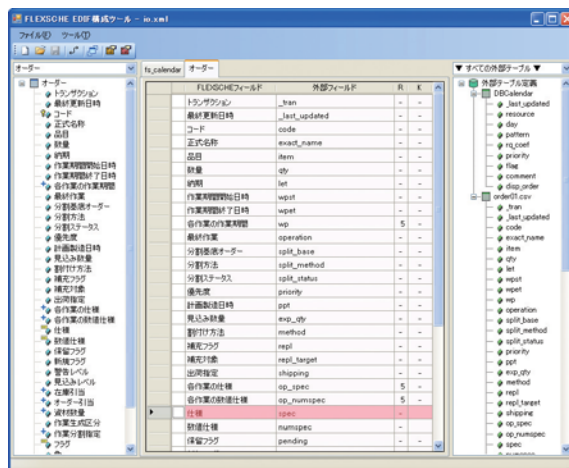 FLEXSCHE EDIF構成ツール - io.xml
ファイル(F) ツール(T)
オーダー
オーダー
トランザクション
最終更新日時
コード
正式名称
品目
数量
納期
作業期間開始日時
作業期間終了日時
各作業の作業期間
最終作業
分割基底オーダー
分割方法
分割ステータス
優先度
計画製造日時
見込み数量
割付け方法
補充フラグ
補充対象
出荷指定
各作業の仕様
各作業の数値仕様
仕様
数値仕様
保留フラグ
新規フラグ
警告レベル
見込みレベル
在庫引当
オーダー引当
資材数量
作業生成区分
作業分割指定
フラグ
fs_calendar オーダー
FLEXSCHEフィールド 外部フィールド R K
トランザクション _tran - -
最終更新日時 _last_updated - -
コード code - -
正式名称 exact_name - -
品目 item - -
数量 qty - -
納期 let - -
作業期間開始日時 wpst - -
作業期間終了日時 wpet - -
各作業の作業期間 wp 5 -
最終作業 operation - -
分割基底オーダー split_base - -
分割方法 split_method - -
分割ステータス split_status - -
優先度 priority - -
計画製造日時 ppt - -
見込み数量 exp_qty - -
割付け方法 method - -
補充フラグ repl - -
補充対象 repl_target - -
出荷指定 shipping - -
各作業の仕様 op_spec 5 -
各作業の数値仕様 op_numspec 5 -
仕様 spec -
数値仕様 numspec - -
保留フラグ pending - -
▼ すべての外部テーブル ▼
外部テーブル定義
DBCalendar
_last_updated
resource
day
pattern
rq_coef
priority
flag
comment
disp_order
order01.csv
_tran
_last_updated
code
exact_name
item
qty
let
wpst
wpet
wp
operation
split_base
split_method
split_status
priority
ppt
exp_qty
method
repl
repl_target
shipping
op_spec
op_numspec
spec